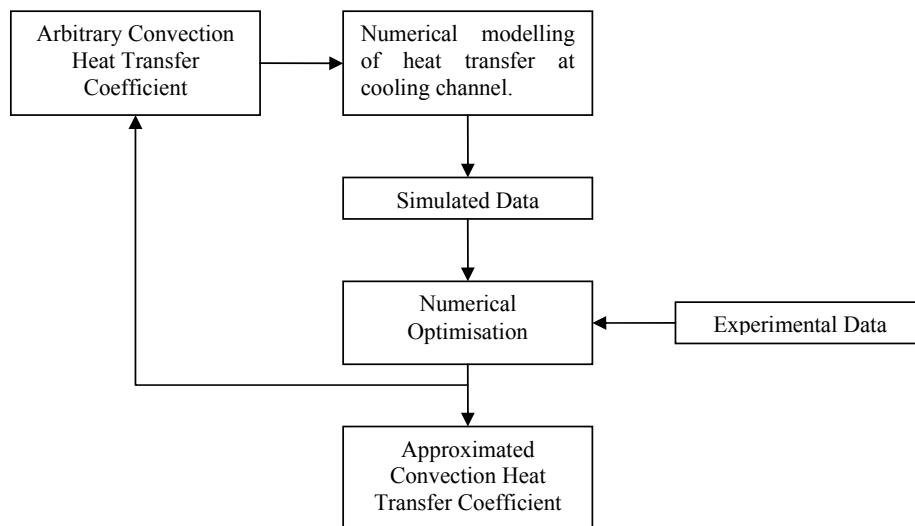 Arbitrary Convection
Heat Transfer
Coefficient
Numerical modelling
of heat transfer at
cooling channel.
Simulated Data
Numerical
Optimisation
Experimental Data
Approximated
Convection Heat
Transfer Coefficient